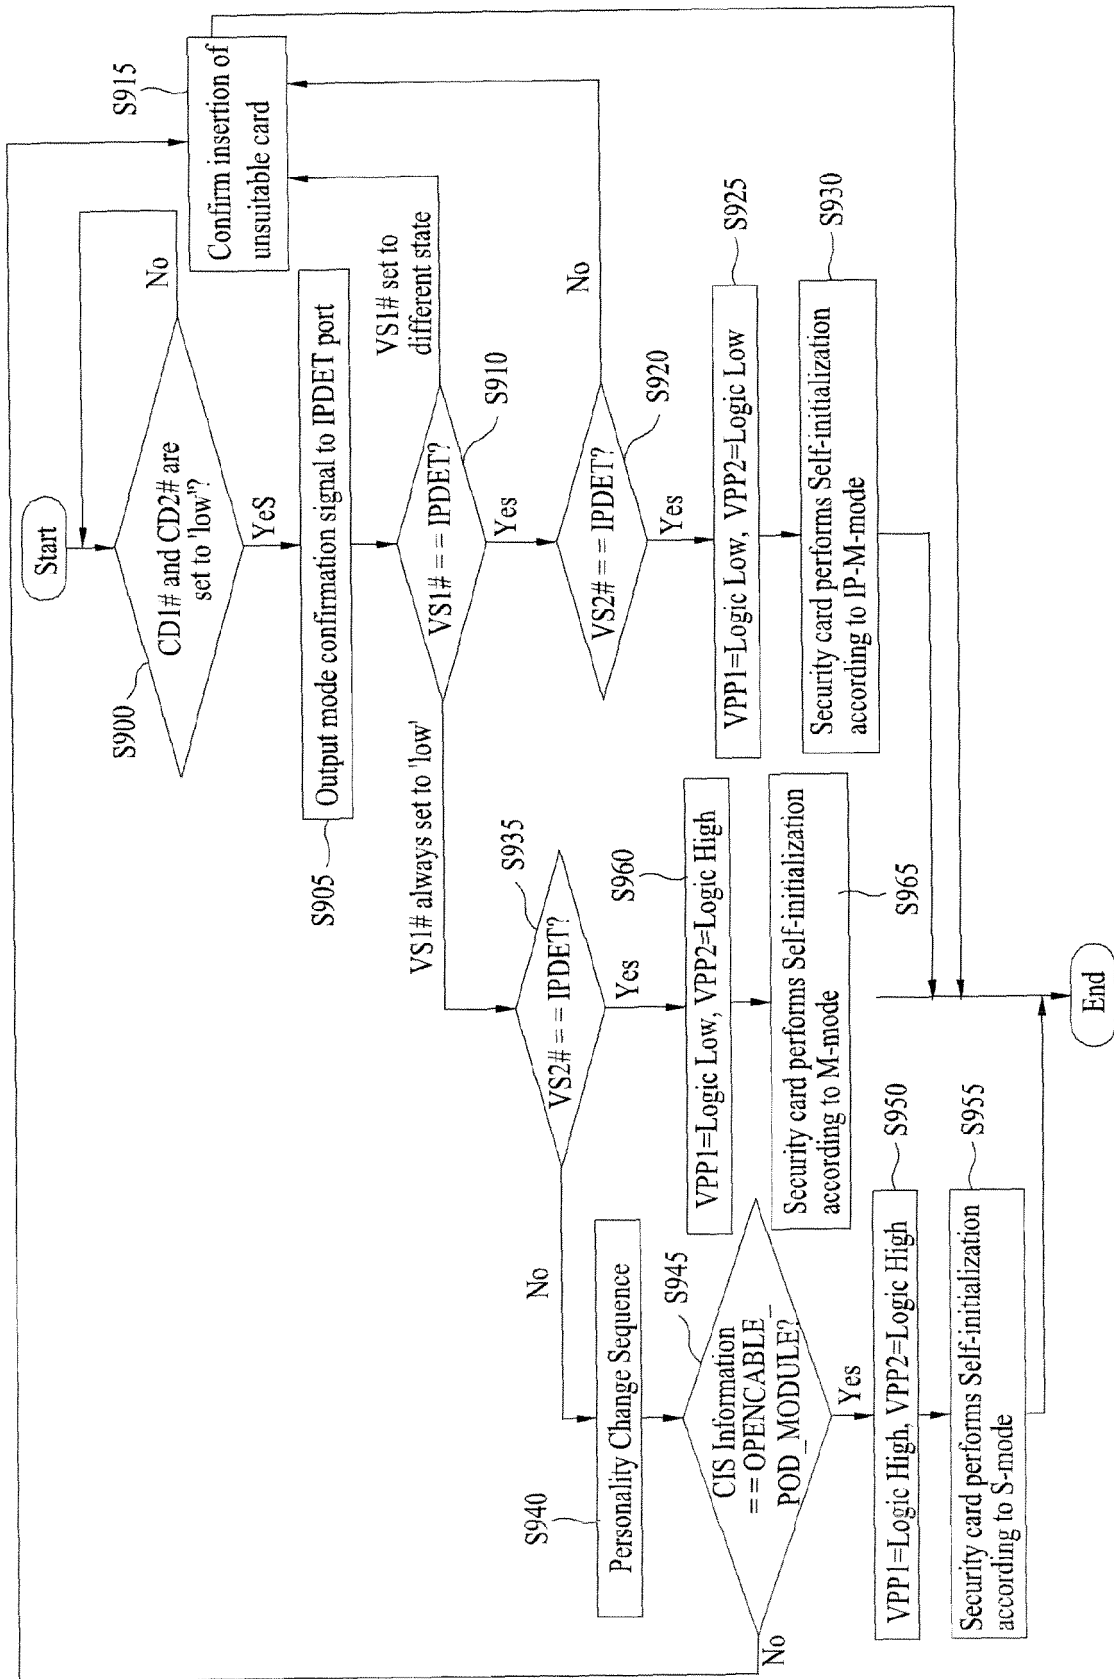 Start
S900
CD1# and CD2# are
set to 'low'?
No
YeS
S915
Confirm insertion of
unsuitable card
S905
Output mode confirmation signal to IPDET port
VS1# set to
different state
S910
VS1# = = IPDET?
VS1# always set to 'low'
Yes
S920
VS2# = = IPDET?
No
Yes
S925
VPP1=Logic Low, VPP2=Logic Low
S930
Security card performs Self-initialization
according to IP-M-mode
S935
VS2# = = IPDET?
Yes
No
S960
VPP1=Logic Low, VPP2=Logic High
S965
Security card performs Self-initialization
according to M-mode
S940
Personality Change Sequence
S945
CIS Information
= = OPENCABLE_
POD_MODULE?
No
Yes
S950
VPP1=Logic High, VPP2=Logic High
S955
Security card performs Self-initialization
according to S-mode
End